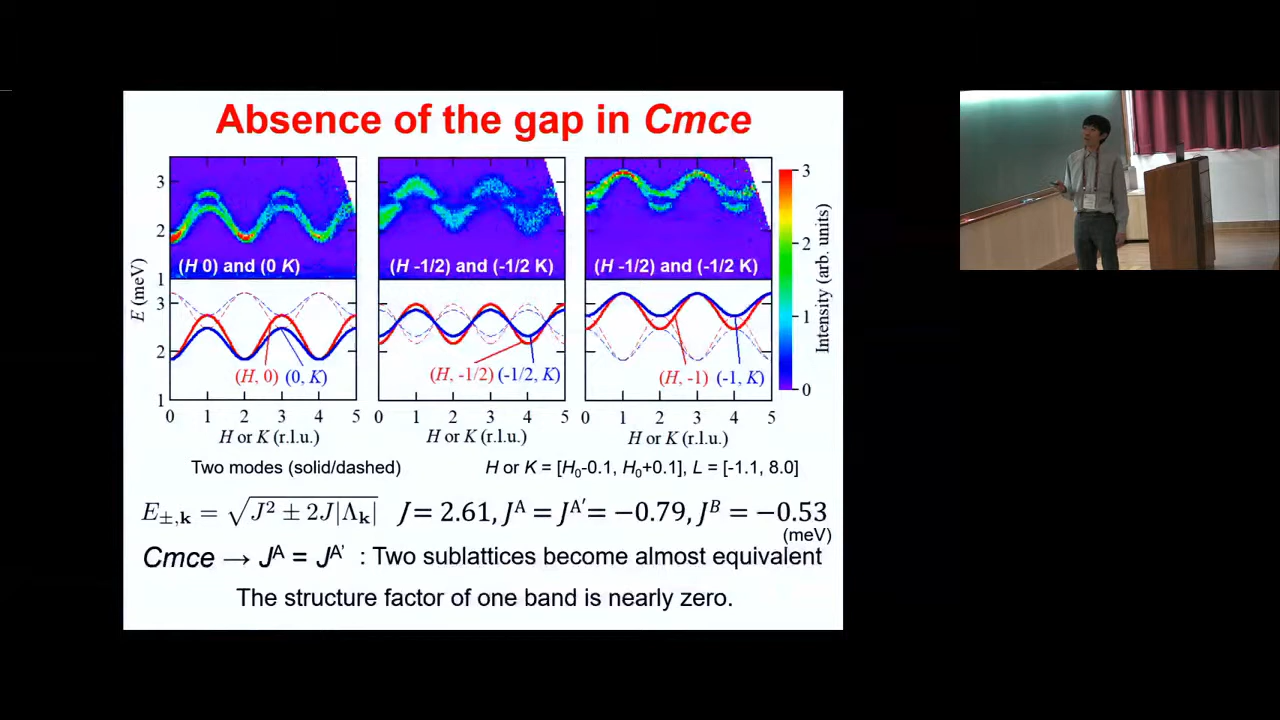 Absence of the gap in Cmce
3
2
1
(H 0) and (0 K)
(H -1/2) and (-1/2 K)
(H -1/2) and (-1/2 K)
3
2
1
0
Intensity (arb. units)
E (meV)
3
2
1
(H, 0) (0, K)
(H, -1/2) (-1/2, K)
(H, -1) (-1, K)
0 1 2 3 4 5
0 1 2 3 4 5
0 1 2 3 4 5
H or K (r.l.u.)
H or K (r.l.u.)
H or K (r.l.u.)
Two modes (solid/dashed)
H or K = [H₀-0.1, H₀+0.1], L = [-1.1, 8.0]
E±,k = √J² ± 2J|Λk| J= 2.61, Jᴬ = Jᴬ′= −0.79, Jᴮ = −0.53
(meV)
Cmce → Jᴬ = Jᴬ′ : Two sublattices become almost equivalent
The structure factor of one band is nearly zero.